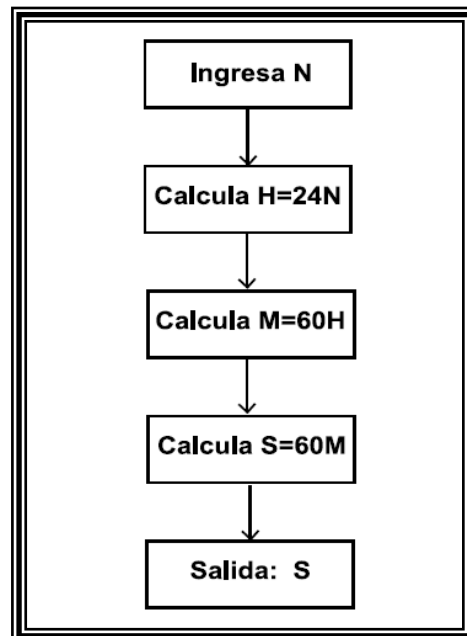 Ingresa N
Calcula H=24N
Calcula M=60H
Calcula S=60M
Salida: S